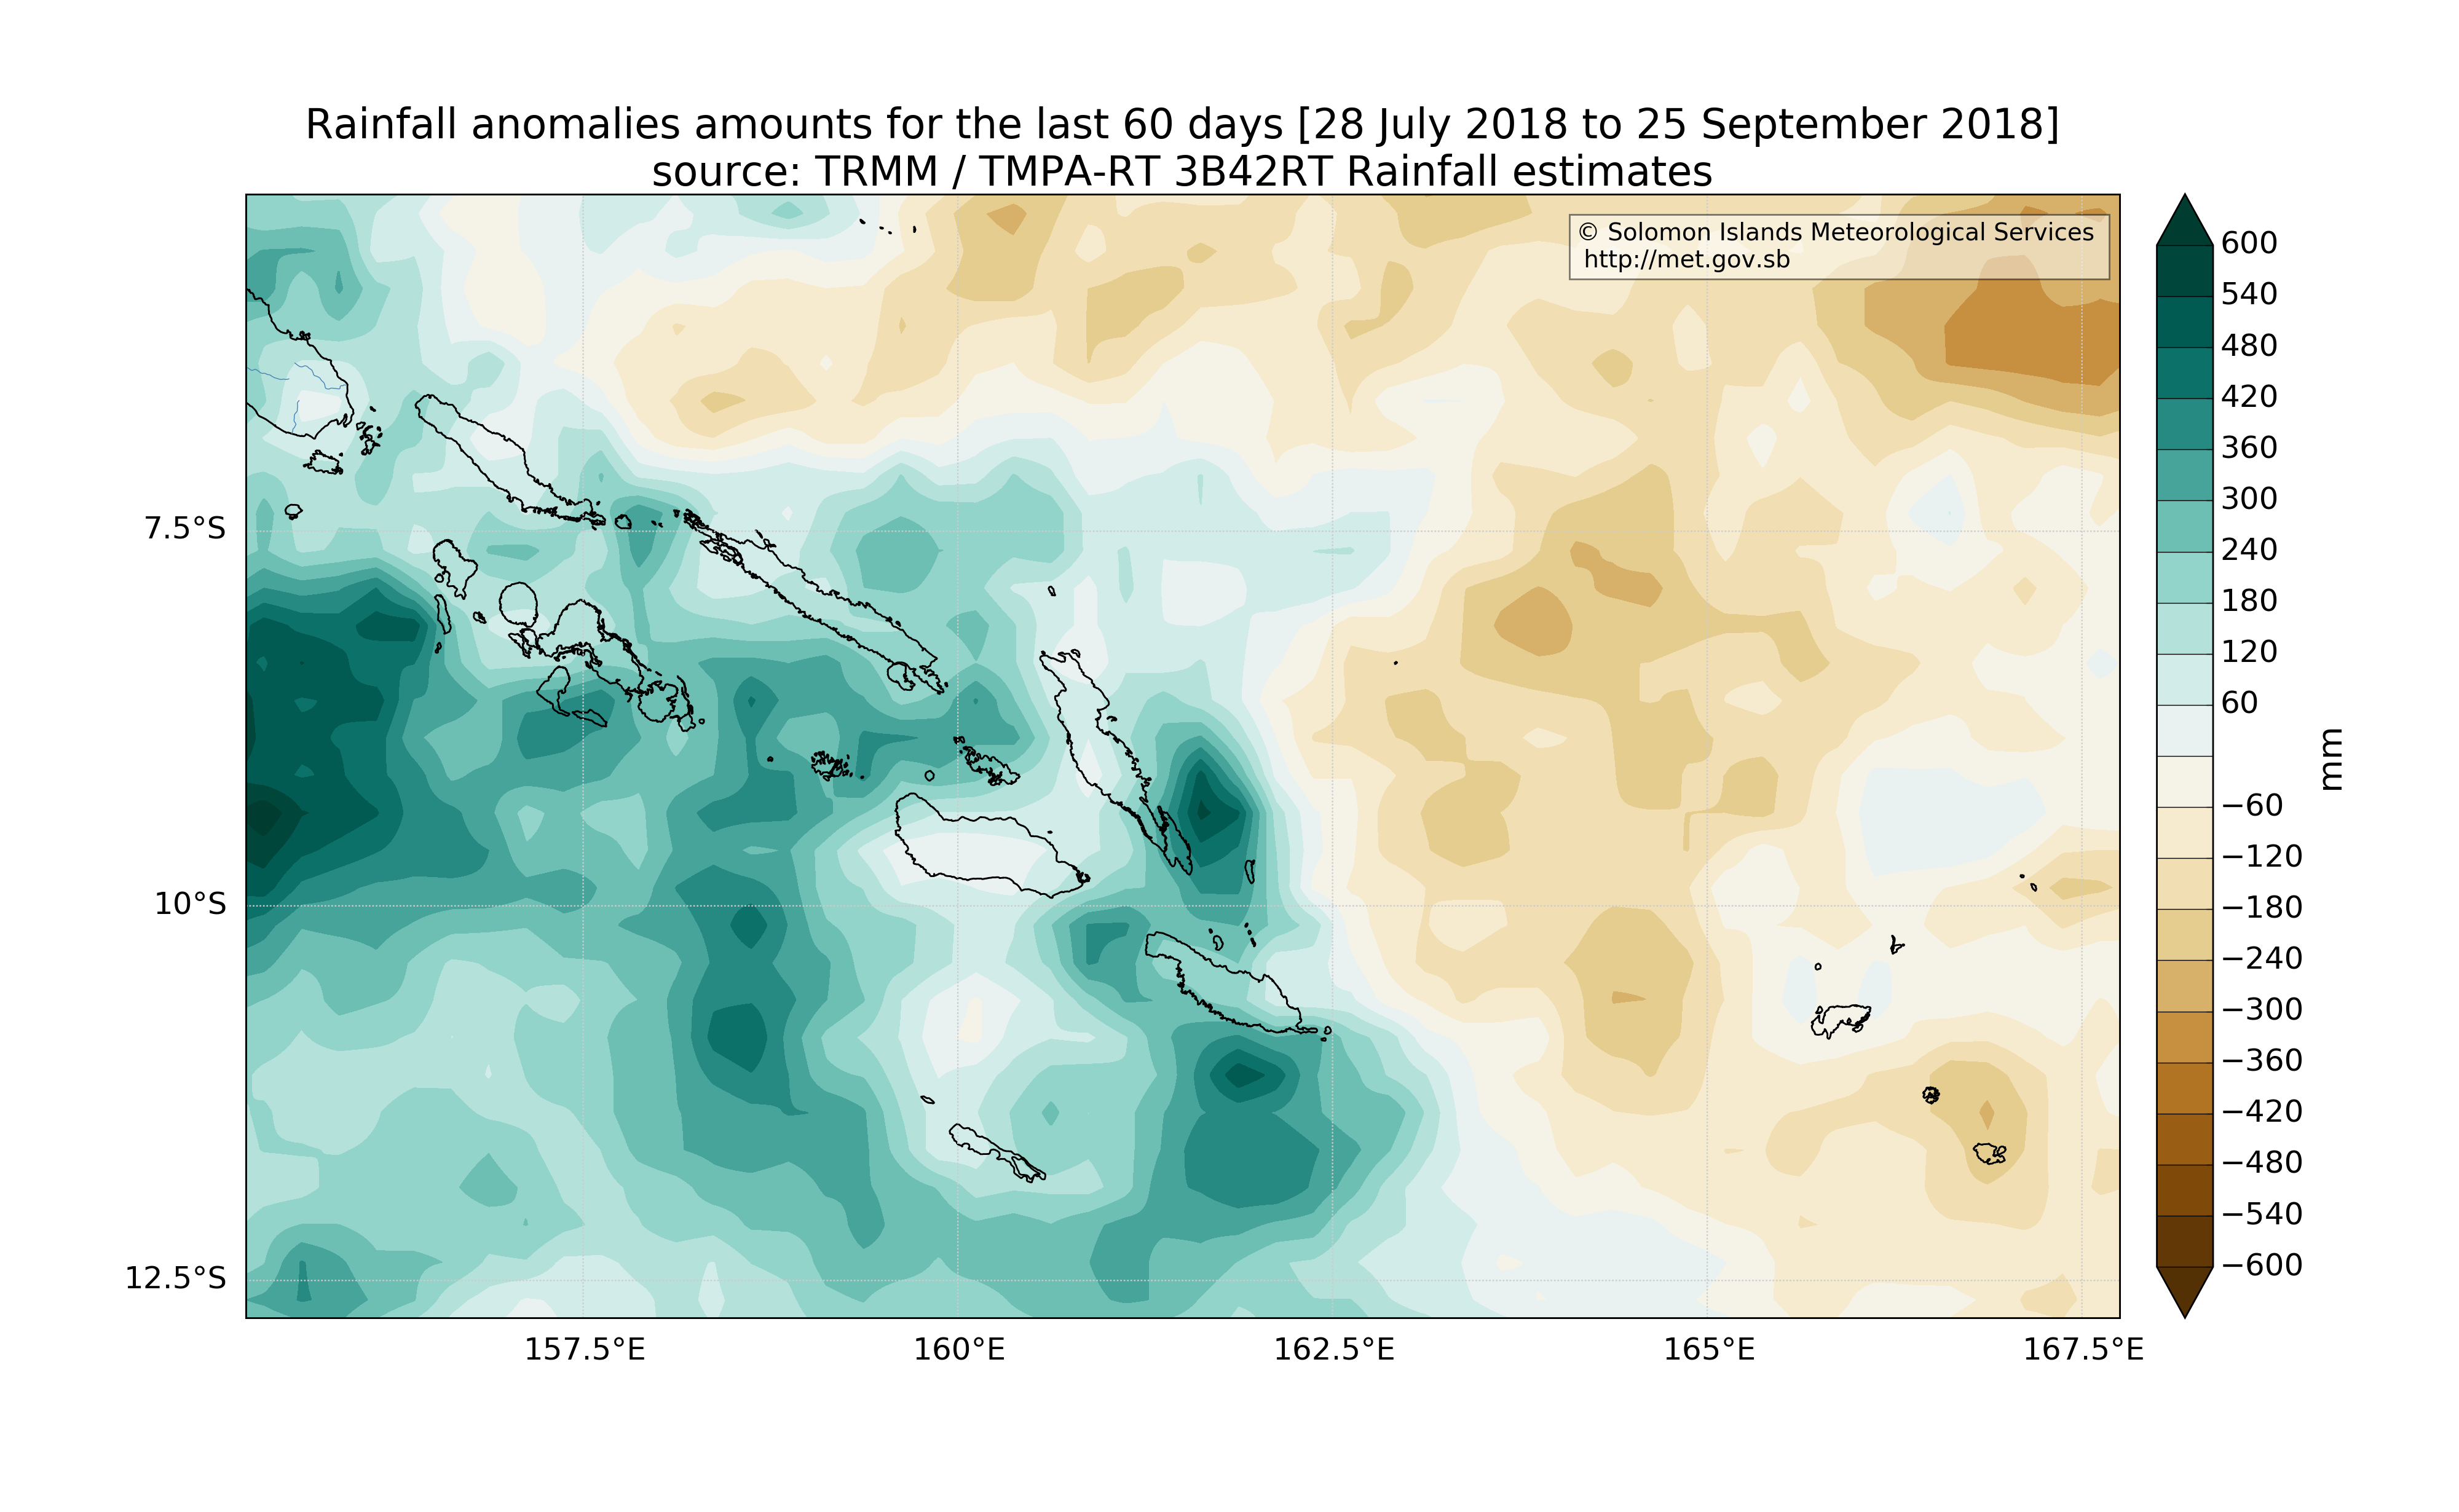 Rainfall anomalies amounts for the last 60 days [28 July 2018 to 25 September 2018]
source: TRMM / TMPA-RT 3B42RT Rainfall estimates
© Solomon Islands Meteorological Services
http://met.gov.sb
7.5°S
10°S
12.5°S
157.5°E
160°E
162.5°E
165°E
167.5°E
600
540
480
420
360
300
240
180
120
60
−60
−120
−180
−240
−300
−360
−420
−480
−540
−600
mm